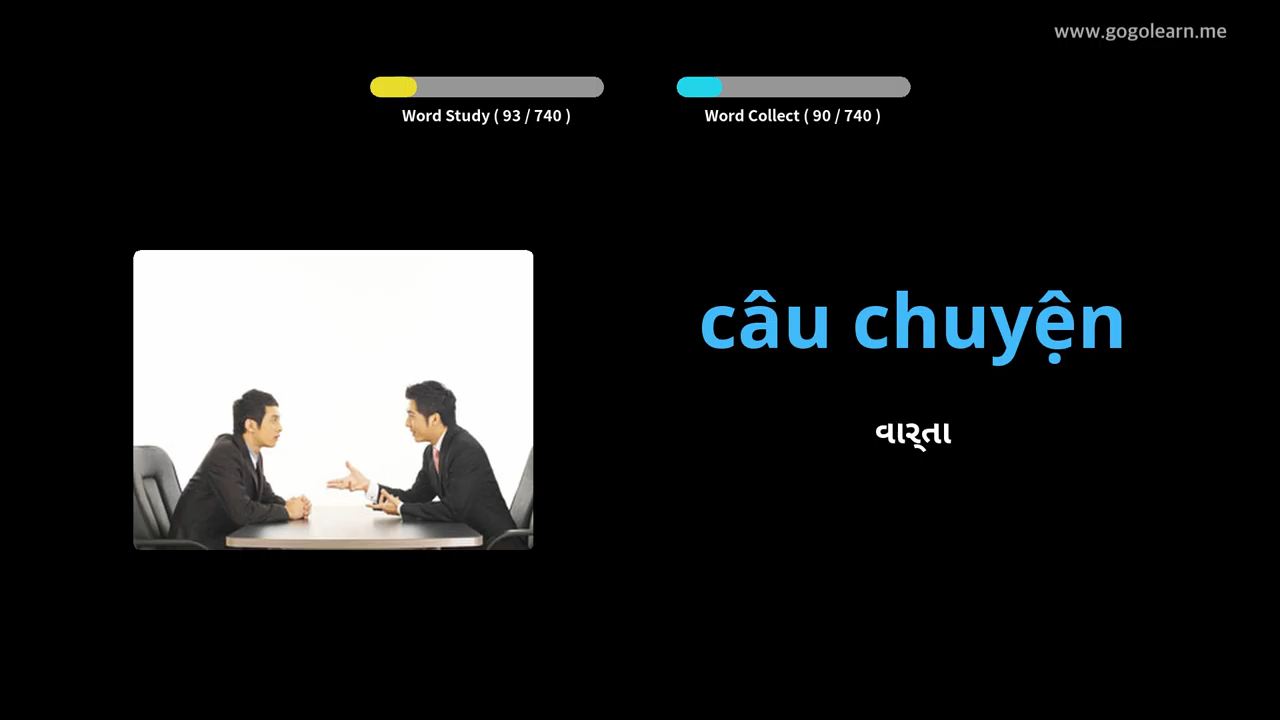 www.gogolearn.me
Word Study ( 93 / 740 )
Word Collect ( 90 / 740 )
câu chuyện
વાર્તા